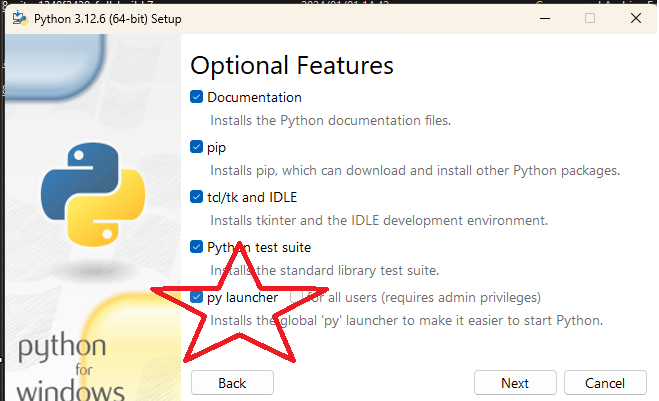 Python 3.12.6 (64-bit) Setup
Optional Features
Documentation
Installs the Python documentation files.
pip
Installs pip, which can download and install other Python packages.
tcl/tk and IDLE
Installs tkinter and the IDLE development environment.
Python test suite
Installs the standard library test suite.
py launcher for all users (requires admin privileges)
Installs the global 'py' launcher to make it easier to start Python.
python
for
windows
Back Next Cancel